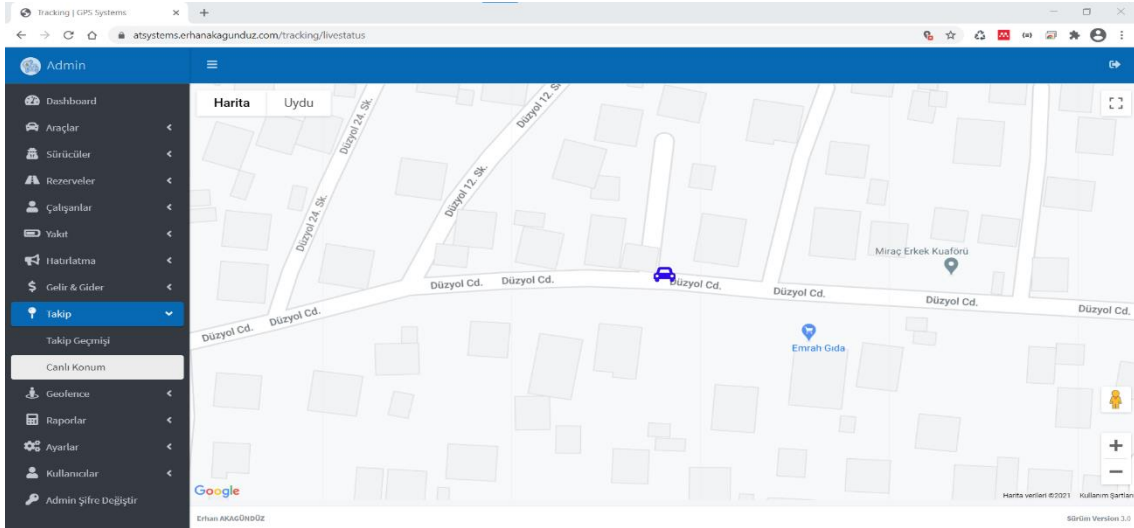 Tracking | GPS Systems
atsystems.erhanakagunduz.com/tracking/livestatus
Admin
Dashboard
Araçlar
Sürücüler
Rezerveler
Çalışanlar
Yakıt
Hatırlatma
Gelir & Gider
Takip
Takip Geçmişi
Canlı Konum
Geofence
Raporlar
Ayarlar
Kullanıcılar
Admin Şifre Değiştir
Harita
Uydu
Düzyol 24. Sk.
Düzyol 12. Sk.
Düzyol 12. Sk.
Düzyol 24. Sk.
Miraç Erkek Kuaförü
Düzyol Cd.
Düzyol Cd.
Düzyol Cd.
Düzyol Cd.
Düzyol Cd.
Düzyol Cd.
Düzyol Cd.
Düzyol Cd.
Emrah Gıda
Google
Harita verileri ©2021
Kullanım Şartları
Erhan AKAGÜNDÜZ
Sürüm Version 3.0